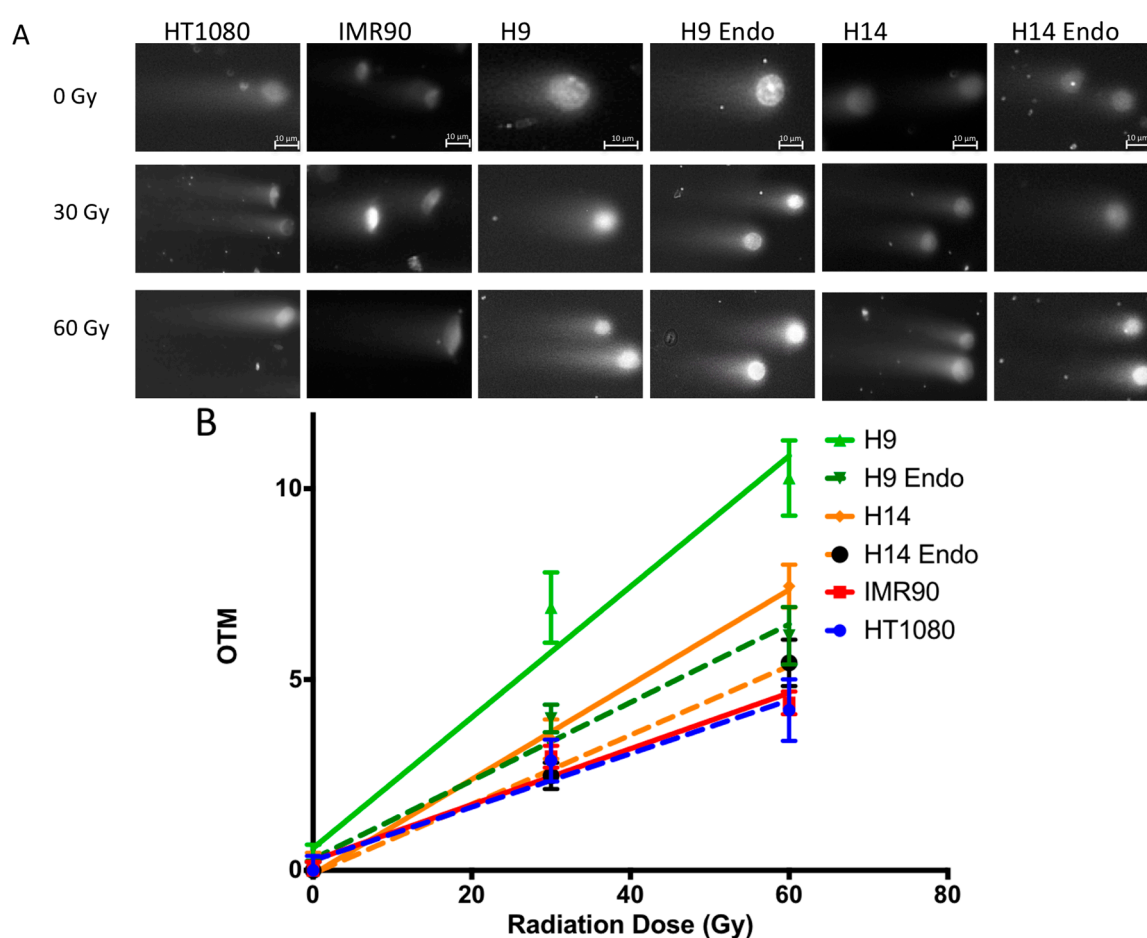 A
HT1080 IMR90 H9 H9 Endo H14 H14 Endo
0 Gy
10 µm 10 µm 10 µm 10 µm 10 µm 10 µm
30 Gy
60 Gy
B
H9
H9 Endo
H14
H14 Endo
IMR90
HT1080
OTM
10
5
0
0 20 40 60 80
Radiation Dose (Gy)